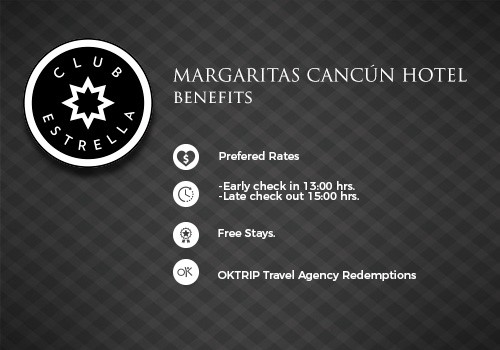 CLUB
ESTRELLA
MARGARITAS CANCÚN HOTEL
BENEFITS
$
Prefered Rates
-Early check in 13:00 hrs.
-Late check out 15:00 hrs.
Free Stays.
OK
OKTRIP Travel Agency Redemptions